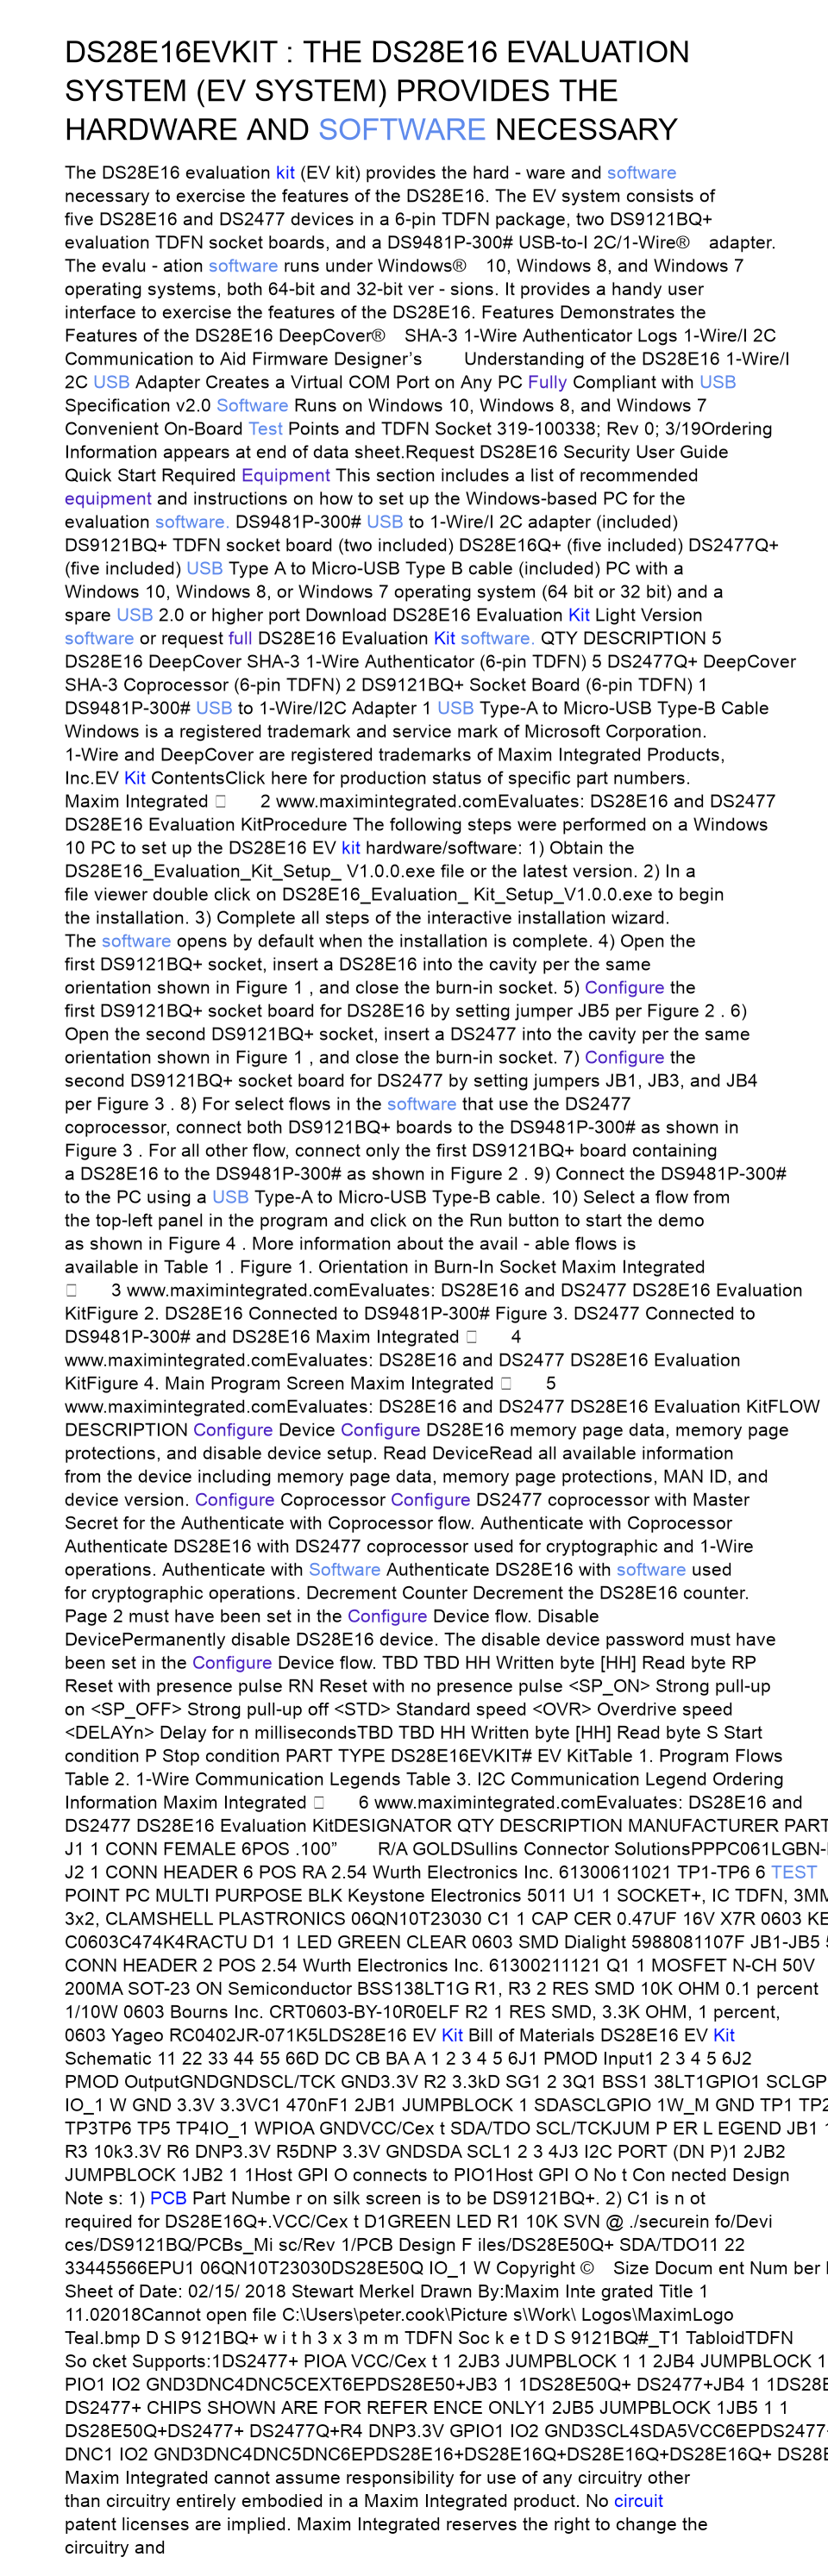 DS28E16EVKIT : THE DS28E16 EVALUATION
SYSTEM (EV SYSTEM) PROVIDES THE
HARDWARE AND SOFTWARE NECESSARY
The DS28E16 evaluation kit (EV kit) provides the hard - ware and software
necessary to exercise the features of the DS28E16. The EV system consists of
five DS28E16 and DS2477 devices in a 6-pin TDFN package, two DS9121BQ+
evaluation TDFN socket boards, and a DS9481P-300# USB-to-I 2C/1-Wire® adapter.
The evalu - ation software runs under Windows® 10, Windows 8, and Windows 7
operating systems, both 64-bit and 32-bit ver - sions. It provides a handy user
interface to exercise the features of the DS28E16. Features Demonstrates the
Features of the DS28E16 DeepCover® SHA-3 1-Wire Authenticator Logs 1-Wire/I 2C
Communication to Aid Firmware Designer’s Understanding of the DS28E16 1-Wire/I
2C USB Adapter Creates a Virtual COM Port on Any PC Fully Compliant with USB
Specification v2.0 Software Runs on Windows 10, Windows 8, and Windows 7
Convenient On-Board Test Points and TDFN Socket 319-100338; Rev 0; 3/19Ordering
Information appears at end of data sheet.Request DS28E16 Security User Guide
Quick Start Required Equipment This section includes a list of recommended
equipment and instructions on how to set up the Windows-based PC for the
evaluation software. DS9481P-300# USB to 1-Wire/I 2C adapter (included)
DS9121BQ+ TDFN socket board (two included) DS28E16Q+ (five included) DS2477Q+
(five included) USB Type A to Micro-USB Type B cable (included) PC with a
Windows 10, Windows 8, or Windows 7 operating system (64 bit or 32 bit) and a
spare USB 2.0 or higher port Download DS28E16 Evaluation Kit Light Version
software or request full DS28E16 Evaluation Kit software. QTY DESCRIPTION 5
DS28E16 DeepCover SHA-3 1-Wire Authenticator (6-pin TDFN) 5 DS2477Q+ DeepCover
SHA-3 Coprocessor (6-pin TDFN) 2 DS9121BQ+ Socket Board (6-pin TDFN) 1
DS9481P-300# USB to 1-Wire/I2C Adapter 1 USB Type-A to Micro-USB Type-B Cable
Windows is a registered trademark and service mark of Microsoft Corporation.
1-Wire and DeepCover are registered trademarks of Maxim Integrated Products,
Inc.EV Kit ContentsClick here for production status of specific part numbers.
Maxim Integrated 2 www.maximintegrated.comEvaluates: DS28E16 and DS2477
DS28E16 Evaluation KitProcedure The following steps were performed on a Windows
10 PC to set up the DS28E16 EV kit hardware/software: 1) Obtain the
DS28E16_Evaluation_Kit_Setup_ V1.0.0.exe file or the latest version. 2) In a
file viewer double click on DS28E16_Evaluation_ Kit_Setup_V1.0.0.exe to begin
the installation. 3) Complete all steps of the interactive installation wizard.
The software opens by default when the installation is complete. 4) Open the
first DS9121BQ+ socket, insert a DS28E16 into the cavity per the same
orientation shown in Figure 1 , and close the burn-in socket. 5) Configure the
first DS9121BQ+ socket board for DS28E16 by setting jumper JB5 per Figure 2 . 6)
Open the second DS9121BQ+ socket, insert a DS2477 into the cavity per the same
orientation shown in Figure 1 , and close the burn-in socket. 7) Configure the
second DS9121BQ+ socket board for DS2477 by setting jumpers JB1, JB3, and JB4
per Figure 3 . 8) For select flows in the software that use the DS2477
coprocessor, connect both DS9121BQ+ boards to the DS9481P-300# as shown in
Figure 3 . For all other flow, connect only the first DS9121BQ+ board containing
a DS28E16 to the DS9481P-300# as shown in Figure 2 . 9) Connect the DS9481P-300#
to the PC using a USB Type-A to Micro-USB Type-B cable. 10) Select a flow from
the top-left panel in the program and click on the Run button to start the demo
as shown in Figure 4 . More information about the avail - able flows is
available in Table 1 . Figure 1. Orientation in Burn-In Socket Maxim Integrated
3 www.maximintegrated.comEvaluates: DS28E16 and DS2477 DS28E16 Evaluation
KitFigure 2. DS28E16 Connected to DS9481P-300# Figure 3. DS2477 Connected to
DS9481P-300# and DS28E16 Maxim Integrated 4
www.maximintegrated.comEvaluates: DS28E16 and DS2477 DS28E16 Evaluation
KitFigure 4. Main Program Screen Maxim Integrated 5
www.maximintegrated.comEvaluates: DS28E16 and DS2477 DS28E16 Evaluation KitFLOW
DESCRIPTION Configure Device Configure DS28E16 memory page data, memory page
protections, and disable device setup. Read DeviceRead all available information
from the device including memory page data, memory page protections, MAN ID, and
device version. Configure Coprocessor Configure DS2477 coprocessor with Master
Secret for the Authenticate with Coprocessor flow. Authenticate with Coprocessor
Authenticate DS28E16 with DS2477 coprocessor used for cryptographic and 1-Wire
operations. Authenticate with Software Authenticate DS28E16 with software used
for cryptographic operations. Decrement Counter Decrement the DS28E16 counter.
Page 2 must have been set in the Configure Device flow. Disable
DevicePermanently disable DS28E16 device. The disable device password must have
been set in the Configure Device flow. TBD TBD HH Written byte [HH] Read byte RP
Reset with presence pulse RN Reset with no presence pulse <SP_ON> Strong pull-up
on <SP_OFF> Strong pull-up off <STD> Standard speed <OVR> Overdrive speed
<DELAYn> Delay for n millisecondsTBD TBD HH Written byte [HH] Read byte S Start
condition P Stop condition PART TYPE DS28E16EVKIT# EV KitTable 1. Program Flows
Table 2. 1-Wire Communication Legends Table 3. I2C Communication Legend Ordering
Information Maxim Integrated 6 www.maximintegrated.comEvaluates: DS28E16 and
DS2477 DS28E16 Evaluation KitDESIGNATOR QTY DESCRIPTION MANUFACTURER PART
J1 1 CONN FEMALE 6POS .100” R/A GOLDSullins Connector SolutionsPPPC061LGBN-
J2 1 CONN HEADER 6 POS RA 2.54 Wurth Electronics Inc. 61300611021 TP1-TP6 6 TEST
POINT PC MULTI PURPOSE BLK Keystone Electronics 5011 U1 1 SOCKET+, IC TDFN, 3MM
3x2, CLAMSHELL PLASTRONICS 06QN10T23030 C1 1 CAP CER 0.47UF 16V X7R 0603 KE
C0603C474K4RACTU D1 1 LED GREEN CLEAR 0603 SMD Dialight 5988081107F JB1-JB5 5
CONN HEADER 2 POS 2.54 Wurth Electronics Inc. 61300211121 Q1 1 MOSFET N-CH 50V
200MA SOT-23 ON Semiconductor BSS138LT1G R1, R3 2 RES SMD 10K OHM 0.1 percent
1/10W 0603 Bourns Inc. CRT0603-BY-10R0ELF R2 1 RES SMD, 3.3K OHM, 1 percent,
0603 Yageo RC0402JR-071K5LDS28E16 EV Kit Bill of Materials DS28E16 EV Kit
Schematic 11 22 33 44 55 66D DC CB BA A 1 2 3 4 5 6J1 PMOD Input1 2 3 4 5 6J2
PMOD OutputGNDGNDSCL/TCK GND3.3V R2 3.3kD SG1 2 3Q1 BSS1 38LT1GPIO1 SCLGP
IO_1 W GND 3.3V 3.3VC1 470nF1 2JB1 JUMPBLOCK 1 SDASCLGPIO 1W_M GND TP1 TP2
TP3TP6 TP5 TP4IO_1 WPIOA GNDVCC/Cex t SDA/TDO SCL/TCKJUM P ER L EGEND JB1 1
R3 10k3.3V R6 DNP3.3V R5DNP 3.3V GNDSDA SCL1 2 3 4J3 I2C PORT (DN P)1 2JB2
JUMPBLOCK 1JB2 1 1Host GPI O connects to PIO1Host GPI O No t Con nected Design
Note s: 1) PCB Part Numbe r on silk screen is to be DS9121BQ+. 2) C1 is n ot
required for DS28E16Q+.VCC/Cex t D1GREEN LED R1 10K SVN @ ./securein fo/Devi
ces/DS9121BQ/PCBs_Mi sc/Rev 1/PCB Design F iles/DS28E50Q+ SDA/TDO11 22
33445566EPU1 06QN10T23030DS28E50Q IO_1 W Copyright © Size Docum ent Num ber
Sheet of Date: 02/15/ 2018 Stewart Merkel Drawn By:Maxim Inte grated Title 1
11.02018Cannot open file C:\Users\peter.cook\Picture s\Work\ Logos\MaximLogo
Teal.bmp D S 9121BQ+ w i t h 3 x 3 m m TDFN Soc k e t D S 9121BQ#_T1 TabloidTDFN
So cket Supports:1DS2477+ PIOA VCC/Cex t 1 2JB3 JUMPBLOCK 1 1 2JB4 JUMPBLOCK 1
PIO1 IO2 GND3DNC4DNC5CEXT6EPDS28E50+JB3 1 1DS28E50Q+ DS2477+JB4 1 1DS28E
DS2477+ CHIPS SHOWN ARE FOR REFER ENCE ONLY1 2JB5 JUMPBLOCK 1JB5 1 1
DS28E50Q+DS2477+ DS2477Q+R4 DNP3.3V GPIO1 IO2 GND3SCL4SDA5VCC6EPDS2477+
DNC1 IO2 GND3DNC4DNC5DNC6EPDS28E16+DS28E16Q+DS28E16Q+DS28E16Q+ DS28E
Maxim Integrated cannot assume responsibility for use of any circuitry other
than circuitry entirely embodied in a Maxim Integrated product. No circuit
patent licenses are implied. Maxim Integrated reserves the right to change the
circuitry and